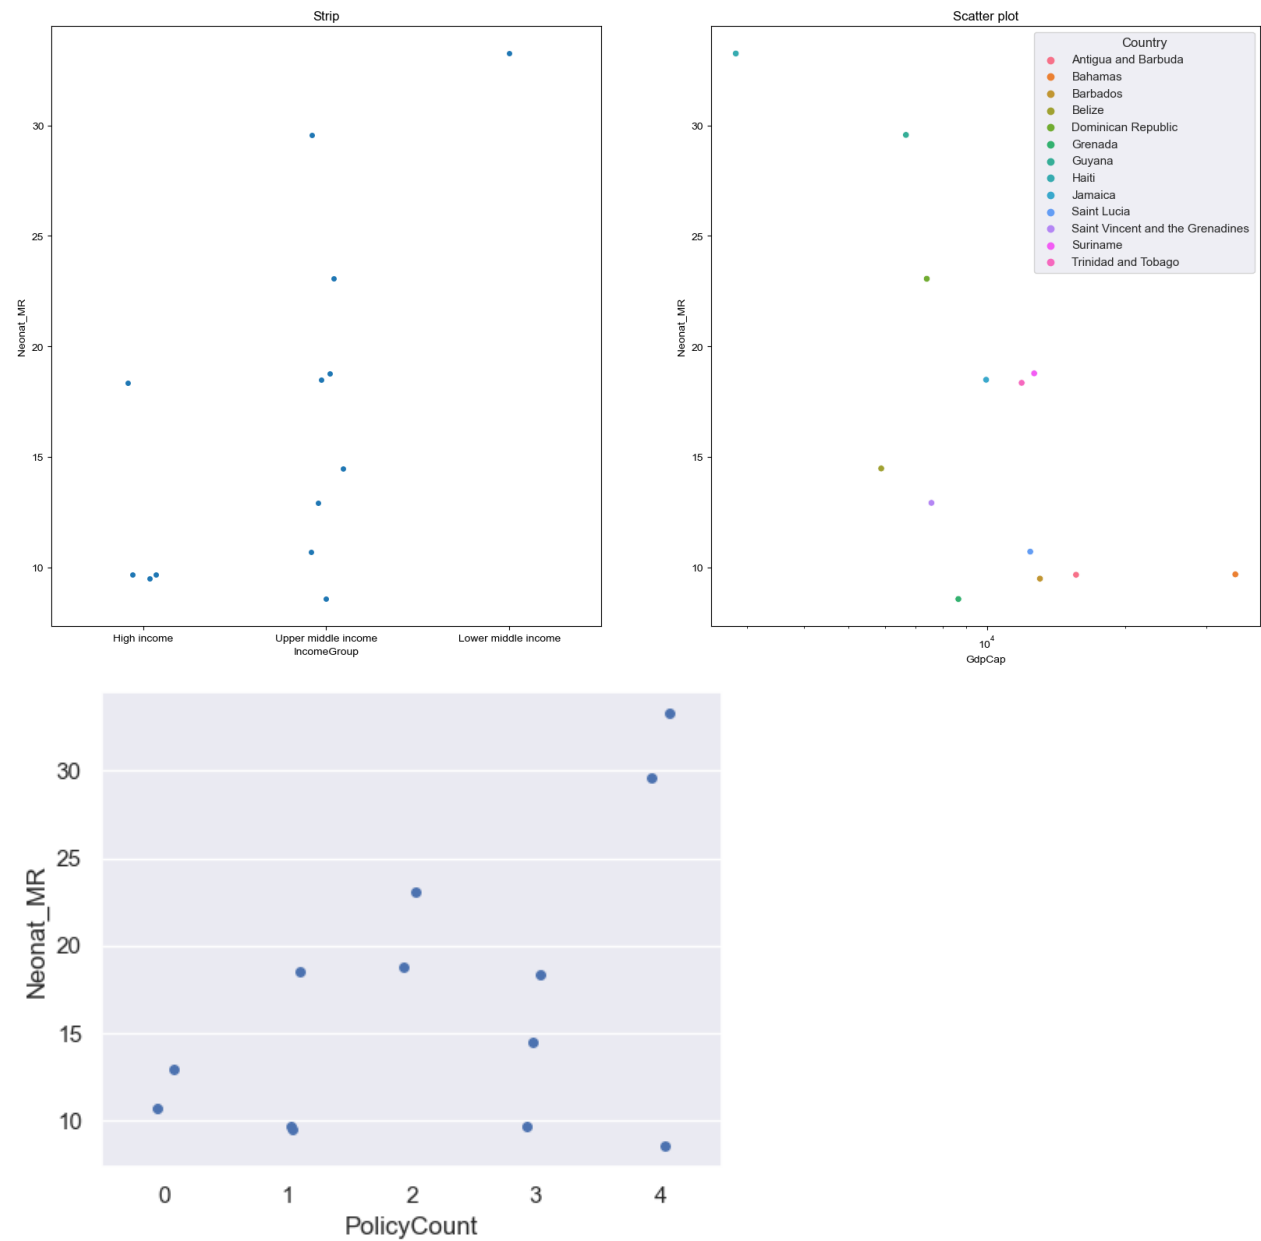 Strip
Neonat_MR
30
25
20
15
10
High income
Upper middle income
Lower middle income
IncomeGroup
Scatter plot
Neonat_MR
30
25
20
15
10
10^4
GdpCap
Country
Antigua and Barbuda
Bahamas
Barbados
Belize
Dominican Republic
Grenada
Guyana
Haiti
Jamaica
Saint Lucia
Saint Vincent and the Grenadines
Suriname
Trinidad and Tobago
Neonat_MR
30
25
20
15
10
0 1 2 3 4
PolicyCount